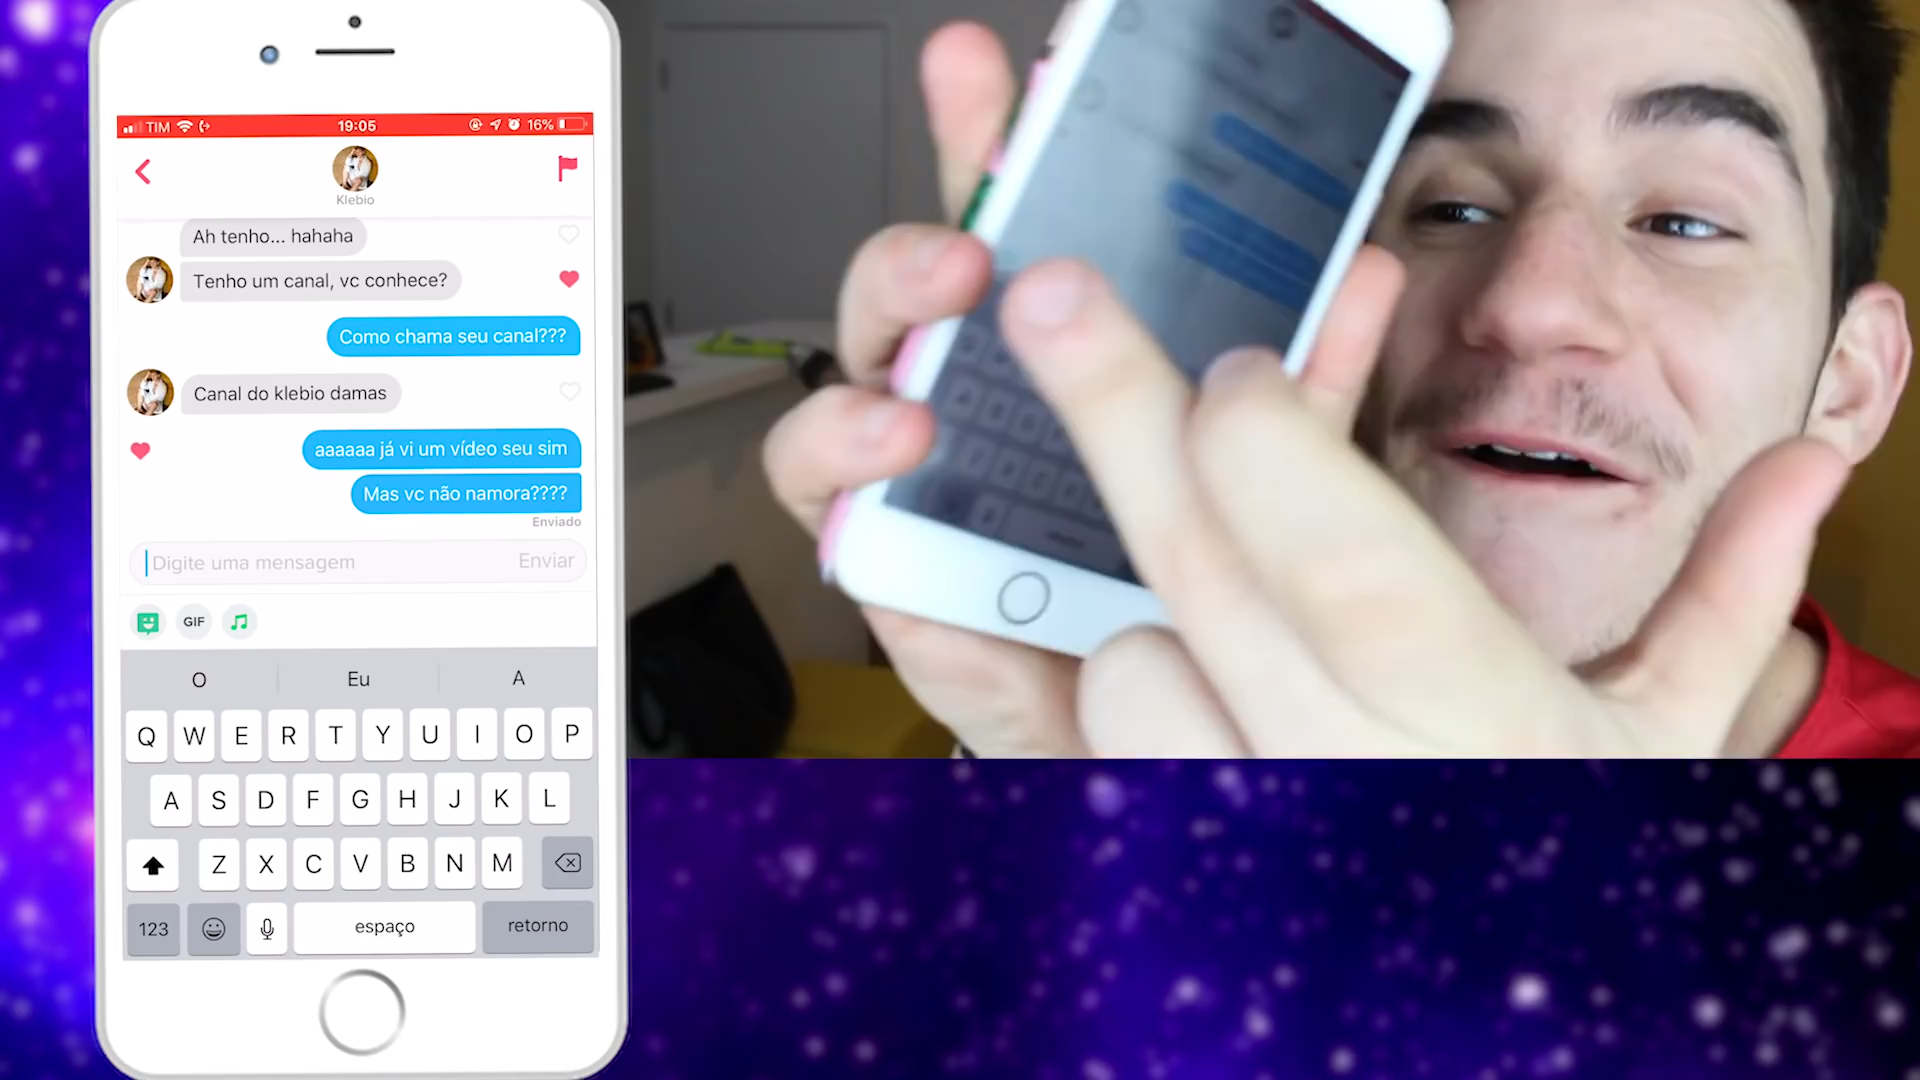 TIM 19:05 16%
Klebio
Ah tenho... hahaha
Tenho um canal, vc conhece?
Como chama seu canal???
Canal do klebio damas
aaaaaa já vi um vídeo seu sim
Mas vc não namora????
Enviado
Digite uma mensagem Enviar
GIF
O Eu A
Q W E R T Y U I O P
A S D F G H J K L
Z X C V B N M
123 espaço retorno